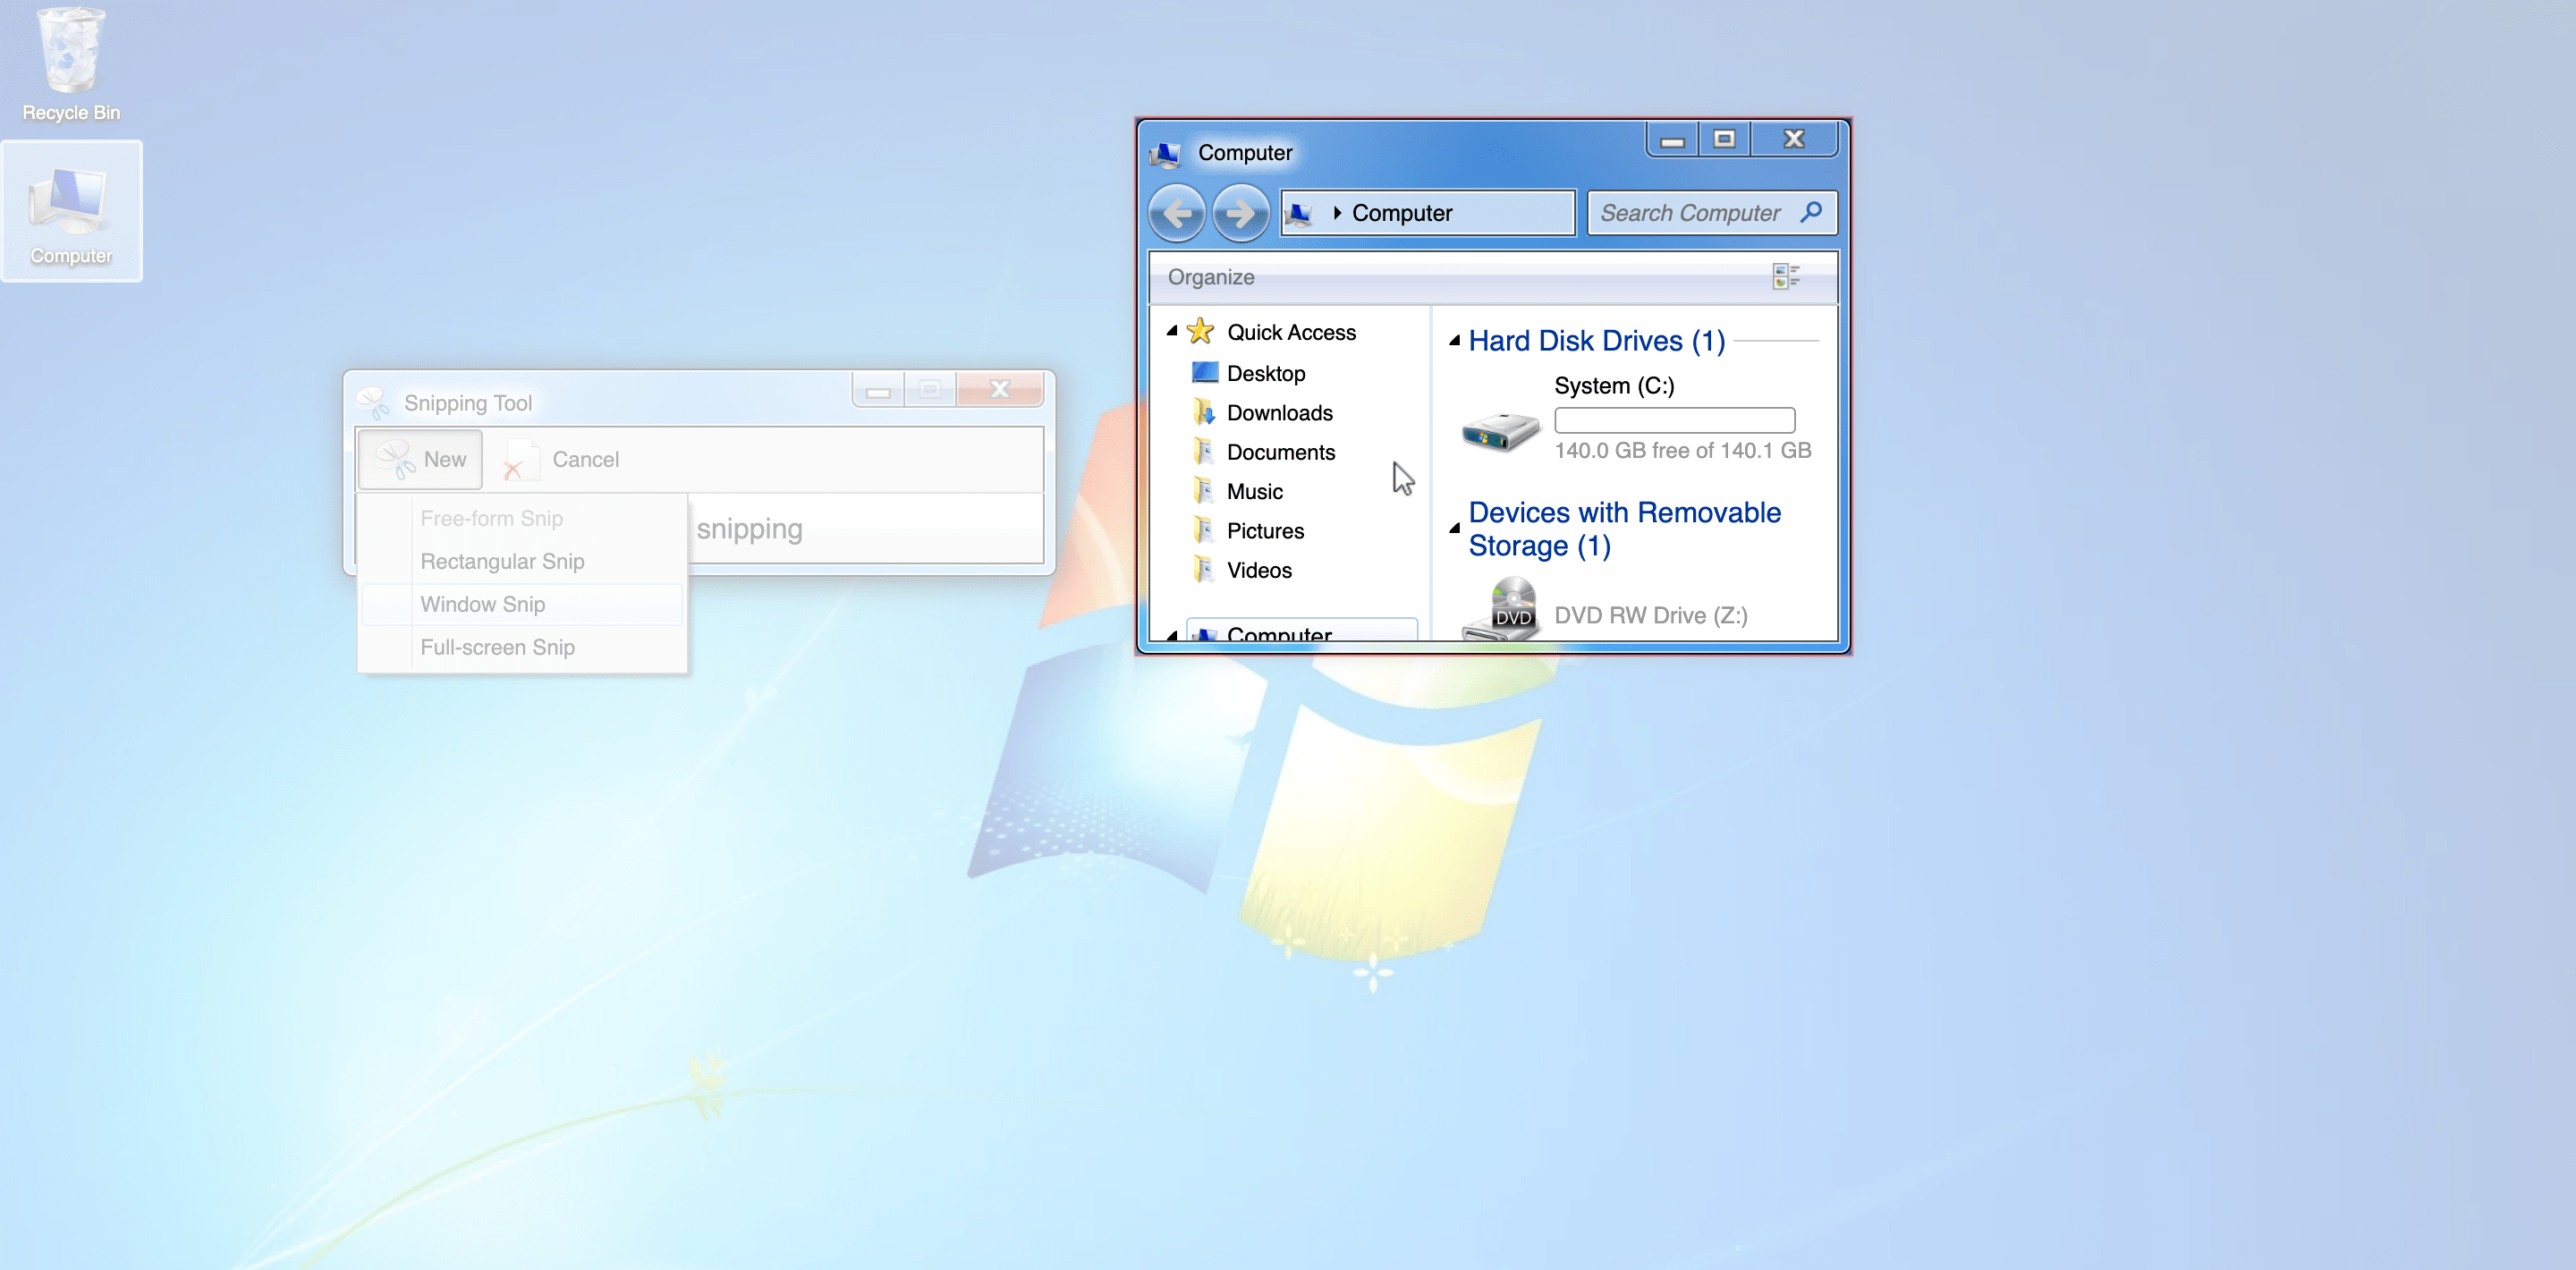 Recycle Bin
Computer
Snipping Tool
New
Cancel
snipping
Free-form Snip
Rectangular Snip
Window Snip
Full-screen Snip
Computer
Computer
Search Computer
Organize
Quick Access
Desktop
Downloads
Documents
Music
Pictures
Videos
Computer
Hard Disk Drives (1)
System (C:)
140.0 GB free of 140.1 GB
Devices with Removable
Storage (1)
DVD
DVD RW Drive (Z:)